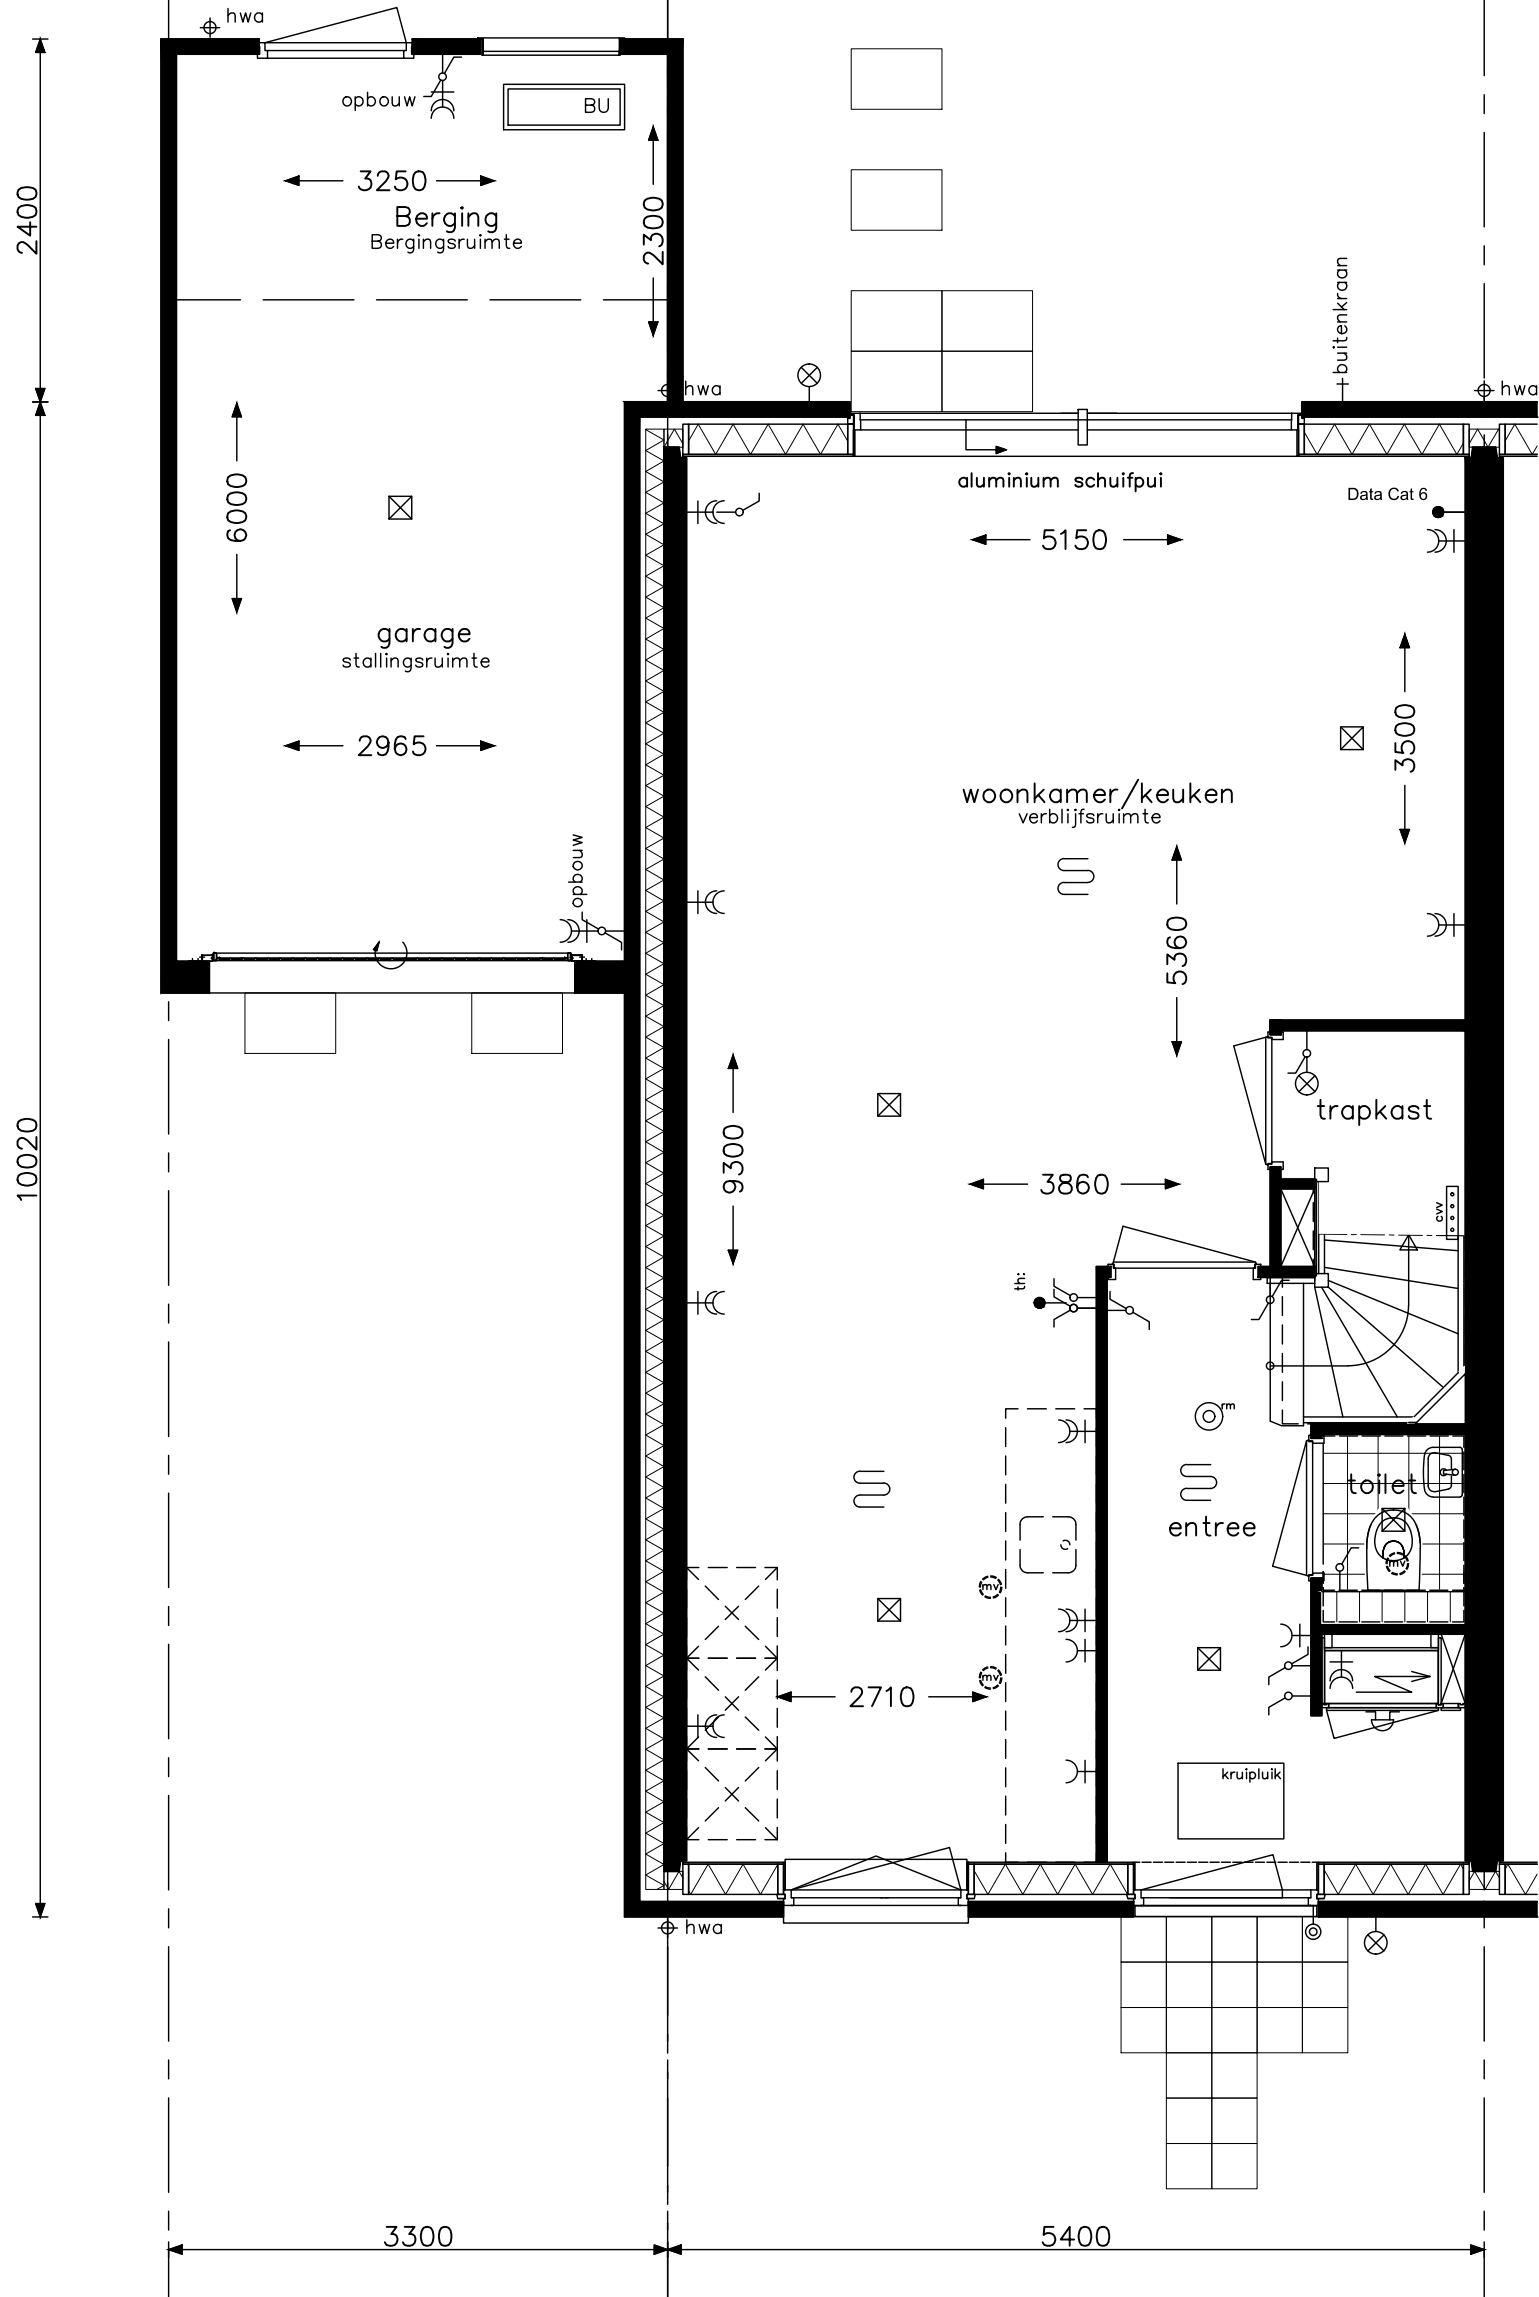 hwa
opbouw
BU
3250
Berging
Bergingsruimte
2300
2400
buitenkraan
hwa
hwa
aluminium schuifpui
Data Cat 6
5150
6000
garage
stallingsruimte
2965
3500
woonkamer/keuken
verblijfsruimte
opbouw
5360
trapkast
10020
9300
3860
cvv
th:
rm
toilet
entree
mv
mv
mv
2710
kruipluik
hwa
3300
5400